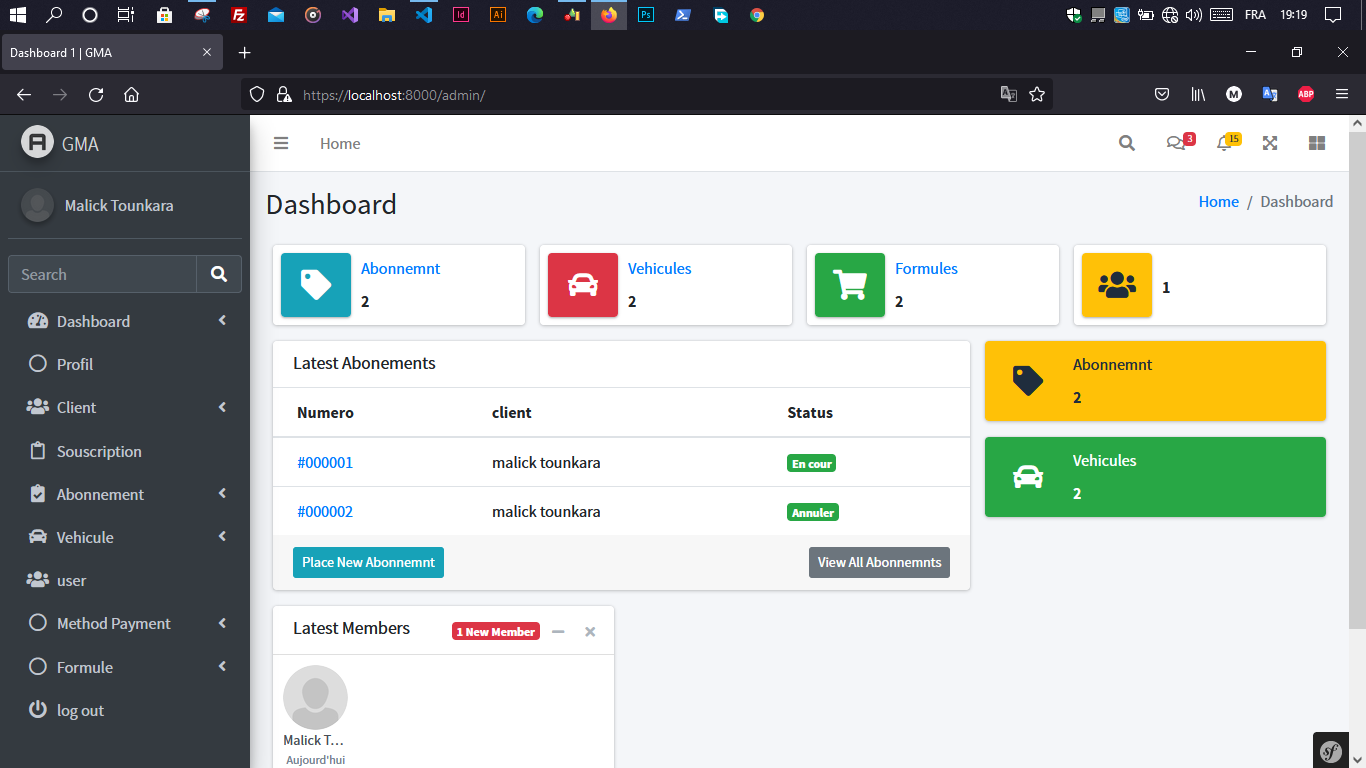 FRA 19:19
Dashboard 1 | GMA
https://localhost:8000/admin/
M
ABP
GMA
Home
3
15
Malick Tounkara
Dashboard
Home / Dashboard
Search
Abonnemnt
2
Vehicules
2
Formules
2
1
Dashboard
Profil
Client
Souscription
Abonnement
Vehicule
user
Method Payment
Formule
log out
Latest Abonements
Numero client Status
#000001 malick tounkara En cour
#000002 malick tounkara Annuler
Place New Abonnemnt View All Abonnemnts
Abonnemnt
2
Vehicules
2
Latest Members 1 New Member
Malick T...
Aujourd'hui
sf